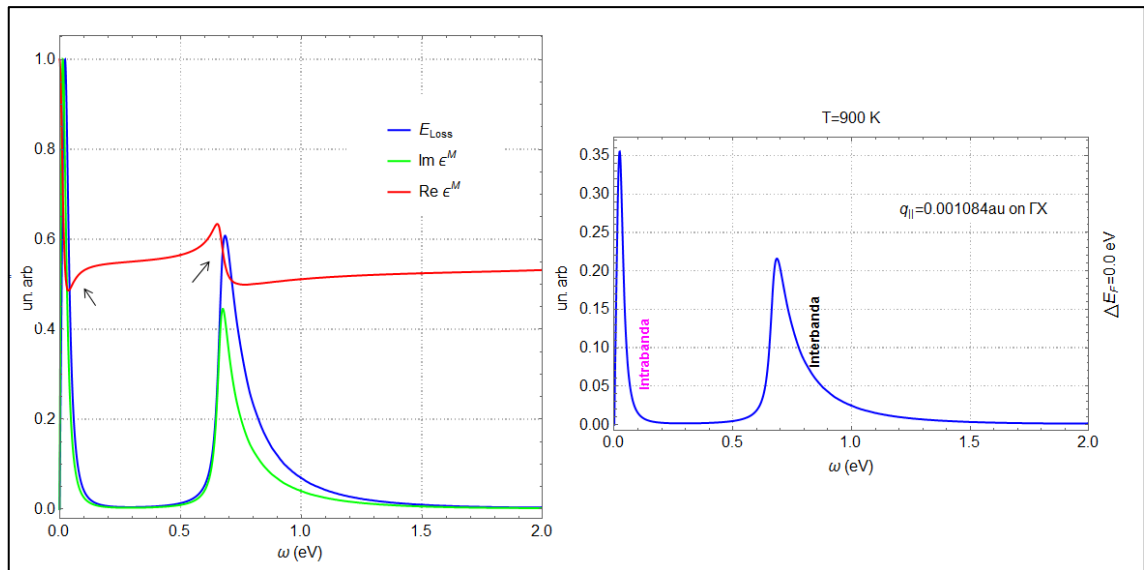 1.0
0.8
0.6
0.4
0.2
0.0
un. arb
E_Loss
Im ϵ^M
Re ϵ^M
0.0 0.5 1.0 1.5 2.0
ω (eV)
T=900 K
0.35
0.30
0.25
0.20
0.15
0.10
0.05
0.00
un. arb
q_||=0.001084au on ΓX
Intrabanda
Interbanda
△E_F=0.0 eV
0.0 0.5 1.0 1.5 2.0
ω (eV)